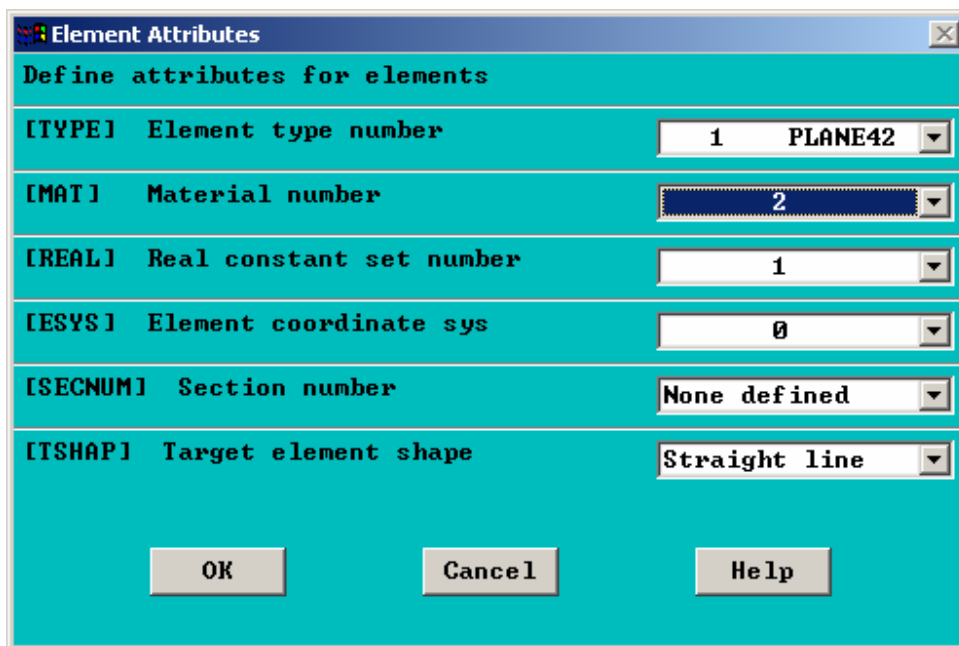 Element Attributes
Define attributes for elements
[TYPE] Element type number 1 PLANE42
[MAT] Material number 2
[REAL] Real constant set number 1
[ESYS] Element coordinate sys 0
[SECNUM] Section number None defined
[TSHAP] Target element shape Straight line
OK Cancel Help